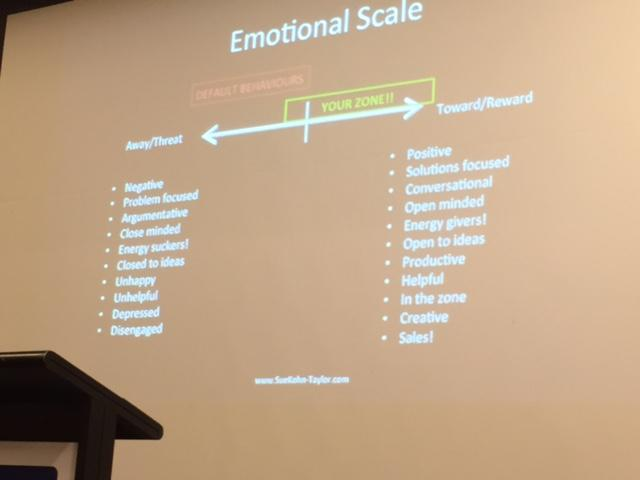 Emotional Scale
DEFAULT BEHAVIOURS
YOUR ZONE!!
Away/Threat
Toward/Reward
• Negative
• Problem focused
• Argumentative
• Close minded
• Energy suckers!
• Closed to ideas
• Unhappy
• Unhelpful
• Depressed
• Disengaged
• Positive
• Solutions focused
• Conversational
• Open minded
• Energy givers!
• Open to ideas
• Productive
• Helpful
• In the zone
• Creative
• Sales!
www.SueKohn-Taylor.com